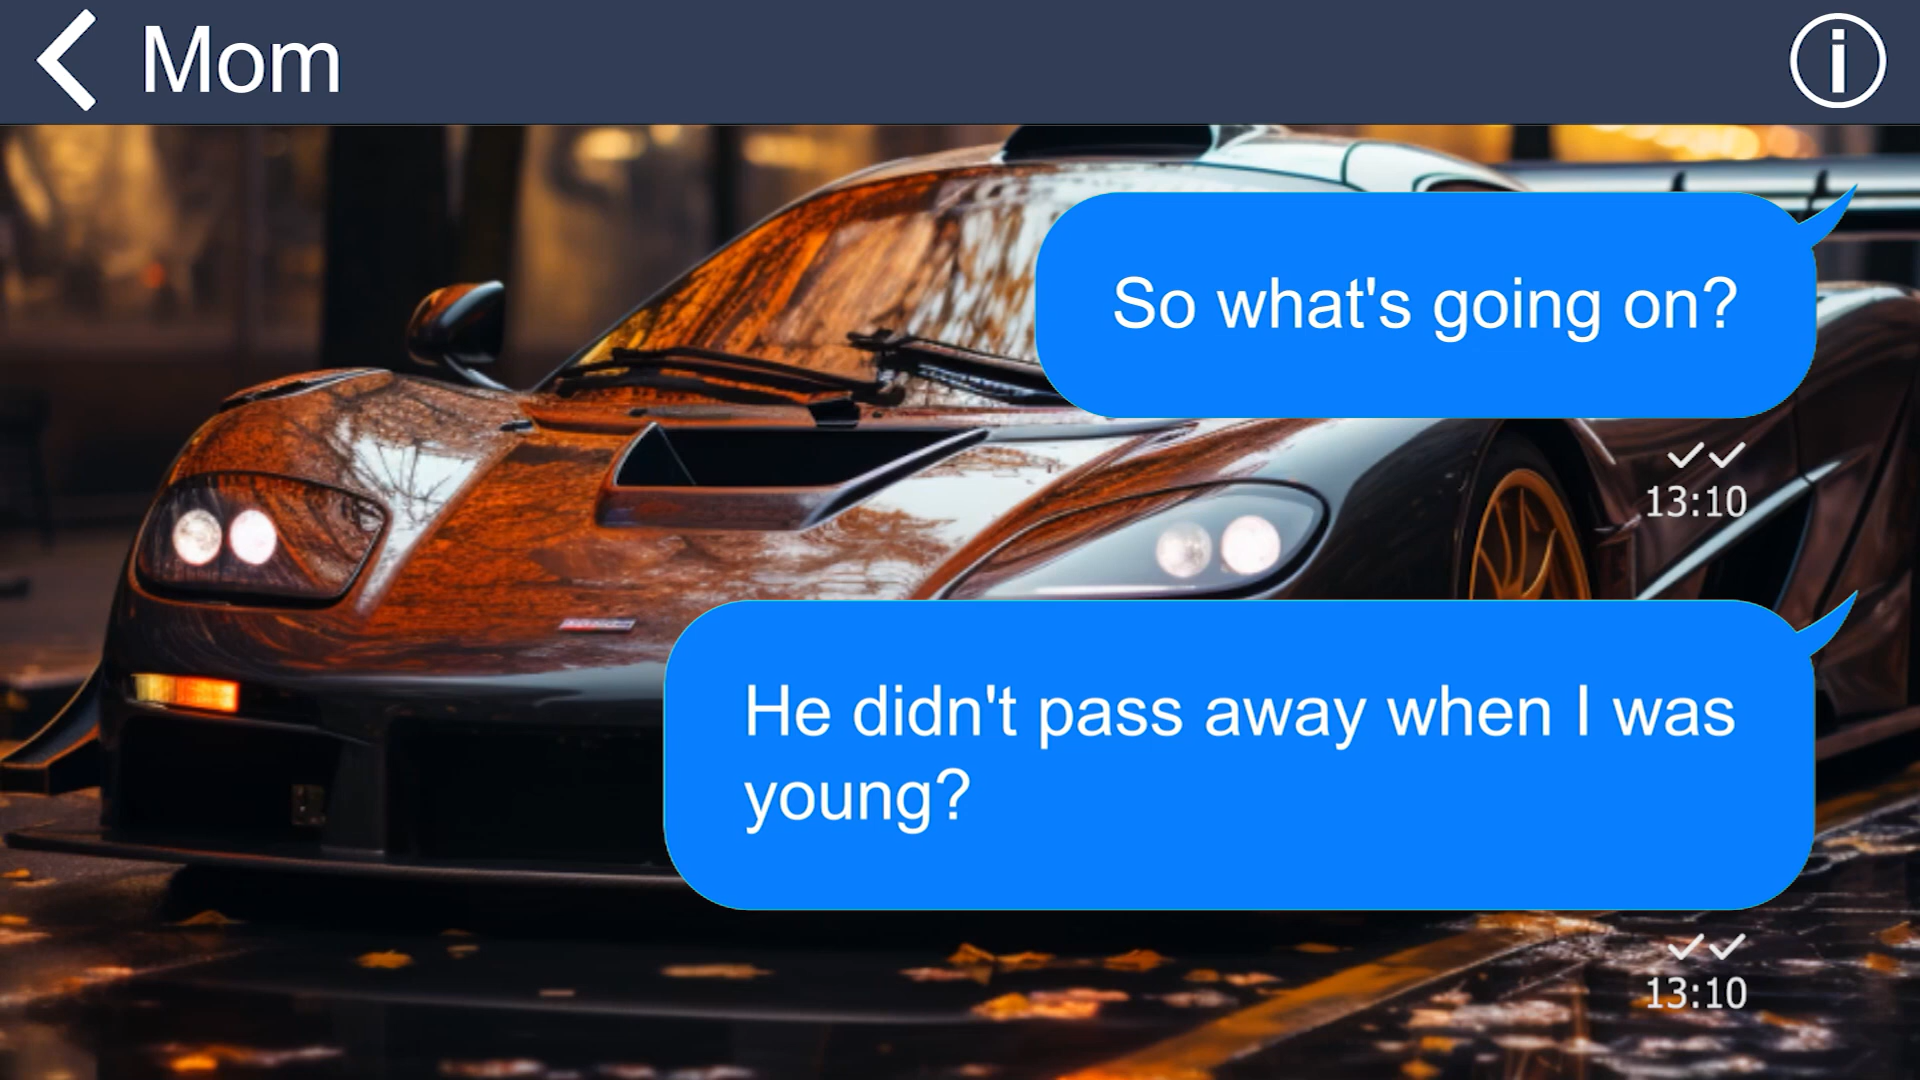 Mom
So what's going on?
13:10
He didn't pass away when I was
young?
13:10